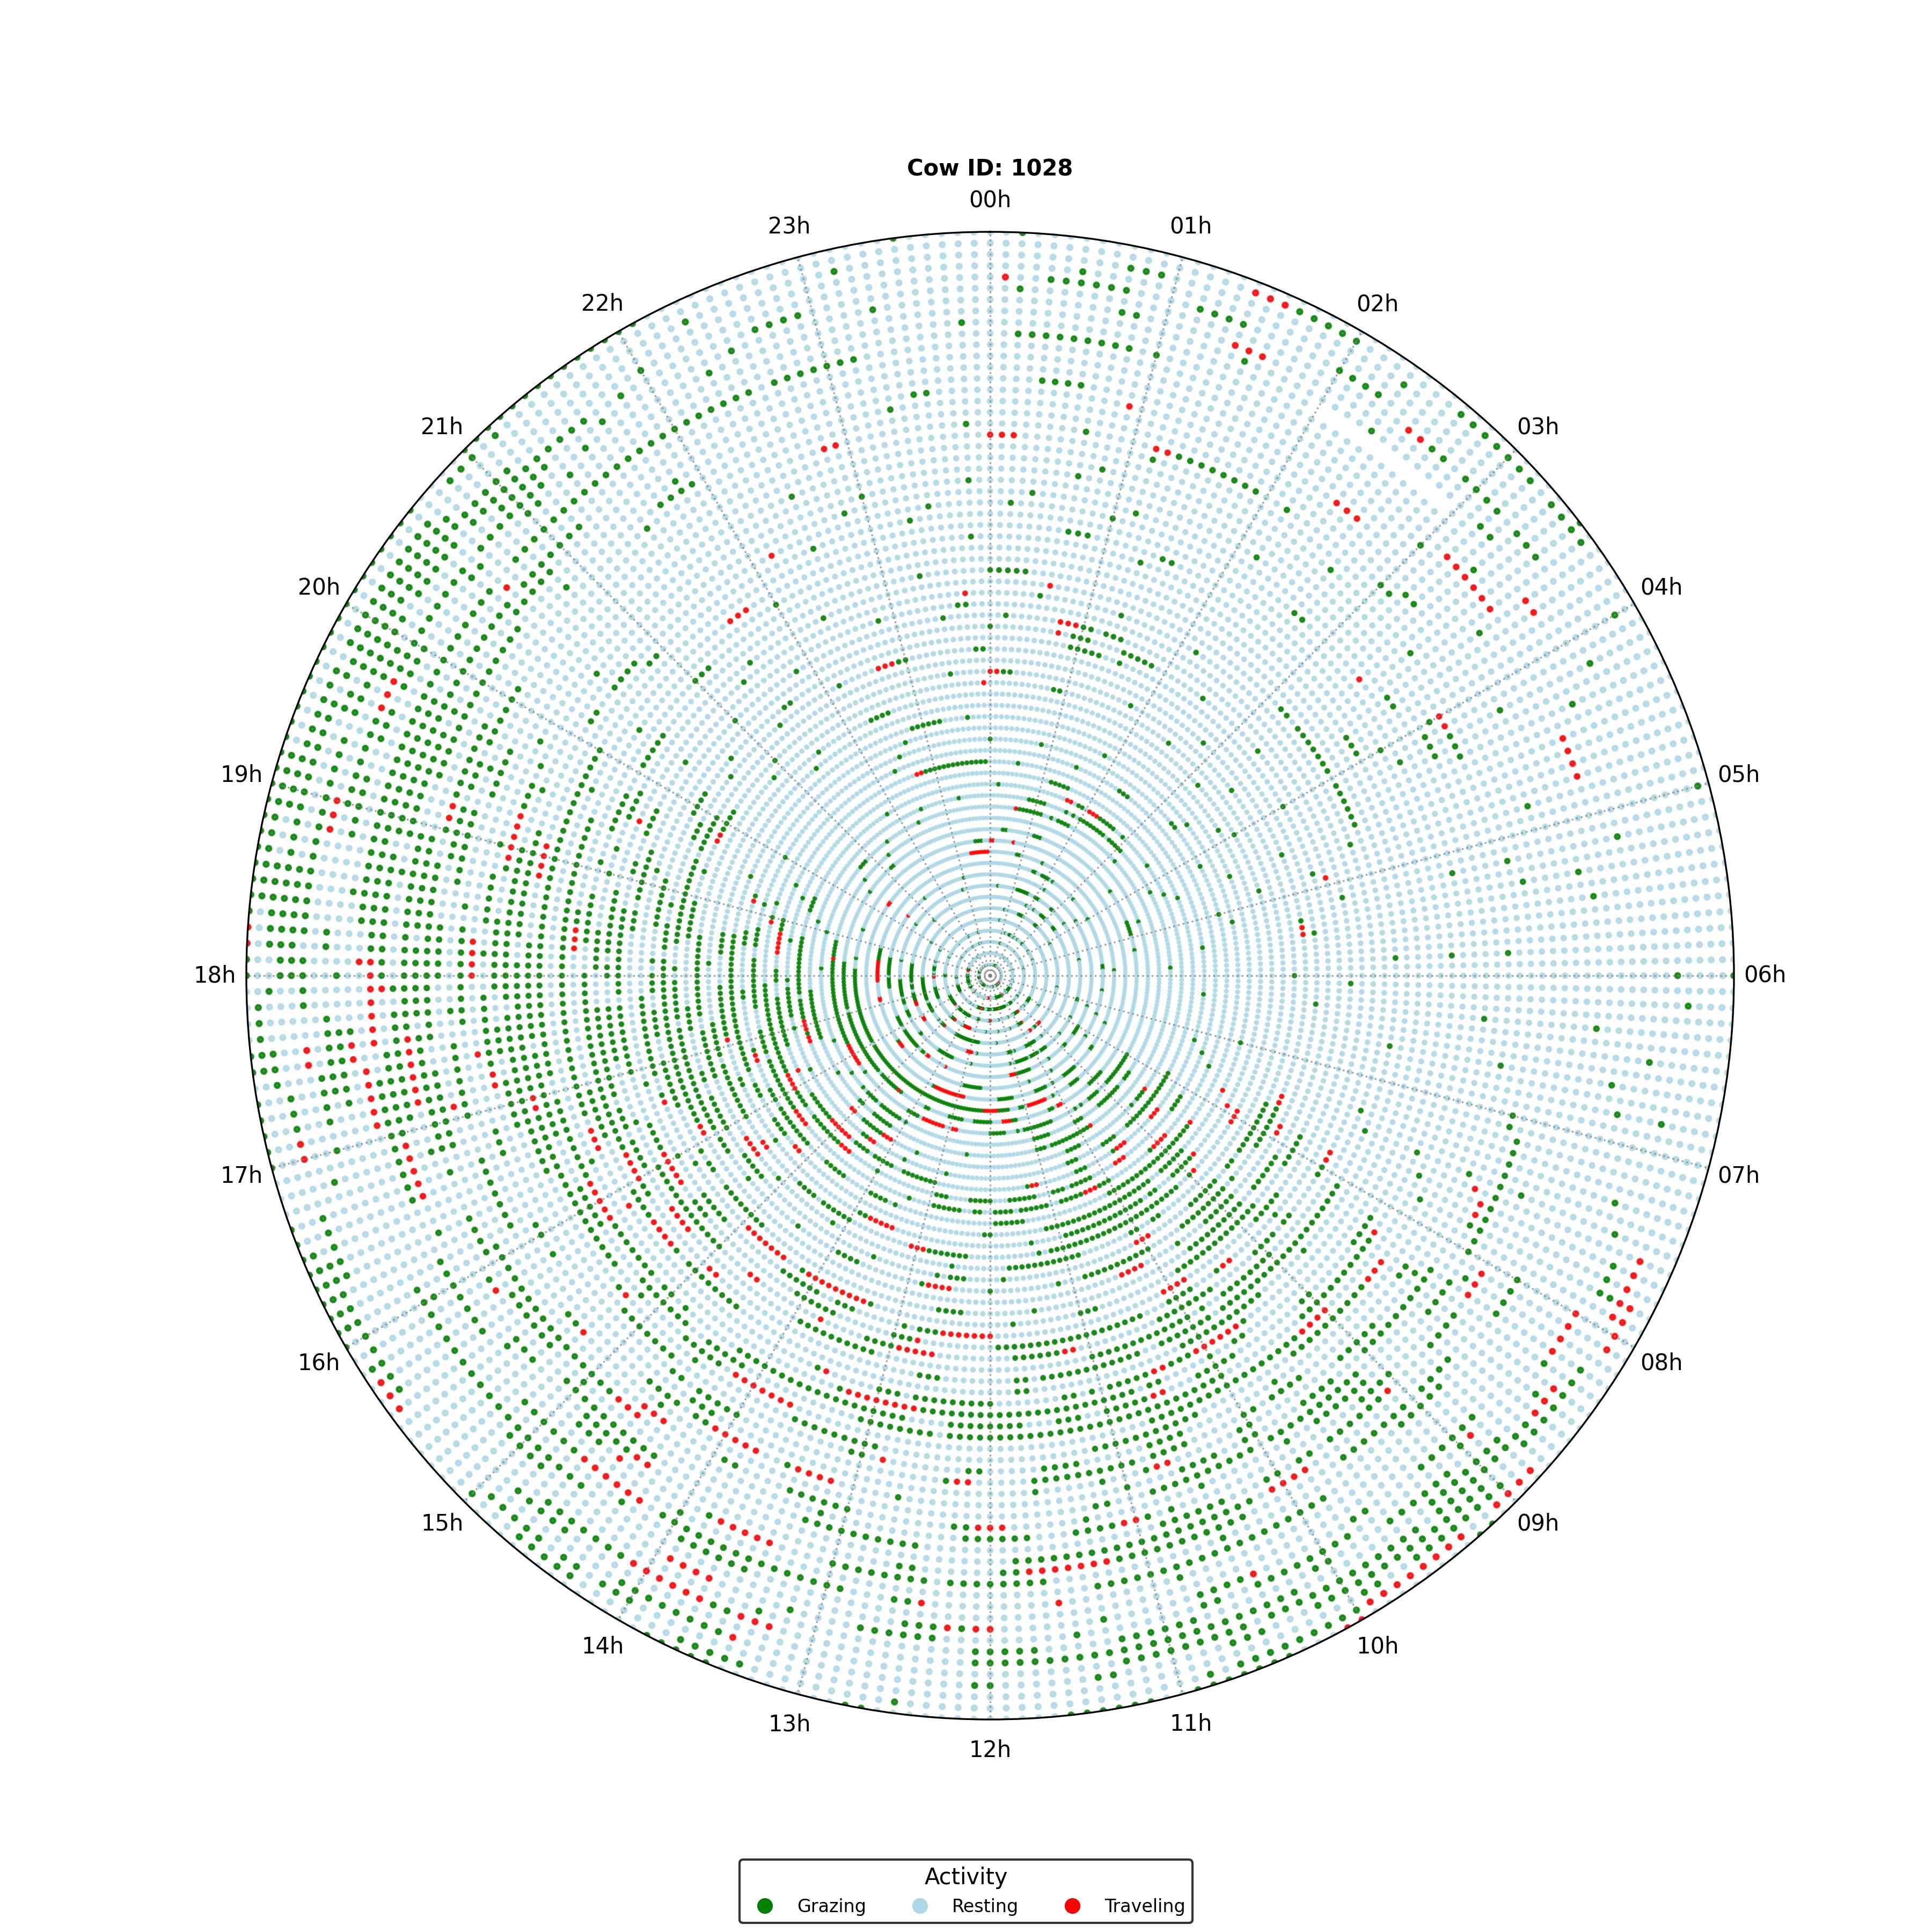 Cow ID: 1028
00h
01h
02h
03h
04h
05h
06h
07h
08h
09h
10h
11h
12h
13h
14h
15h
16h
17h
18h
19h
20h
21h
22h
23h
Activity
Grazing Resting Traveling